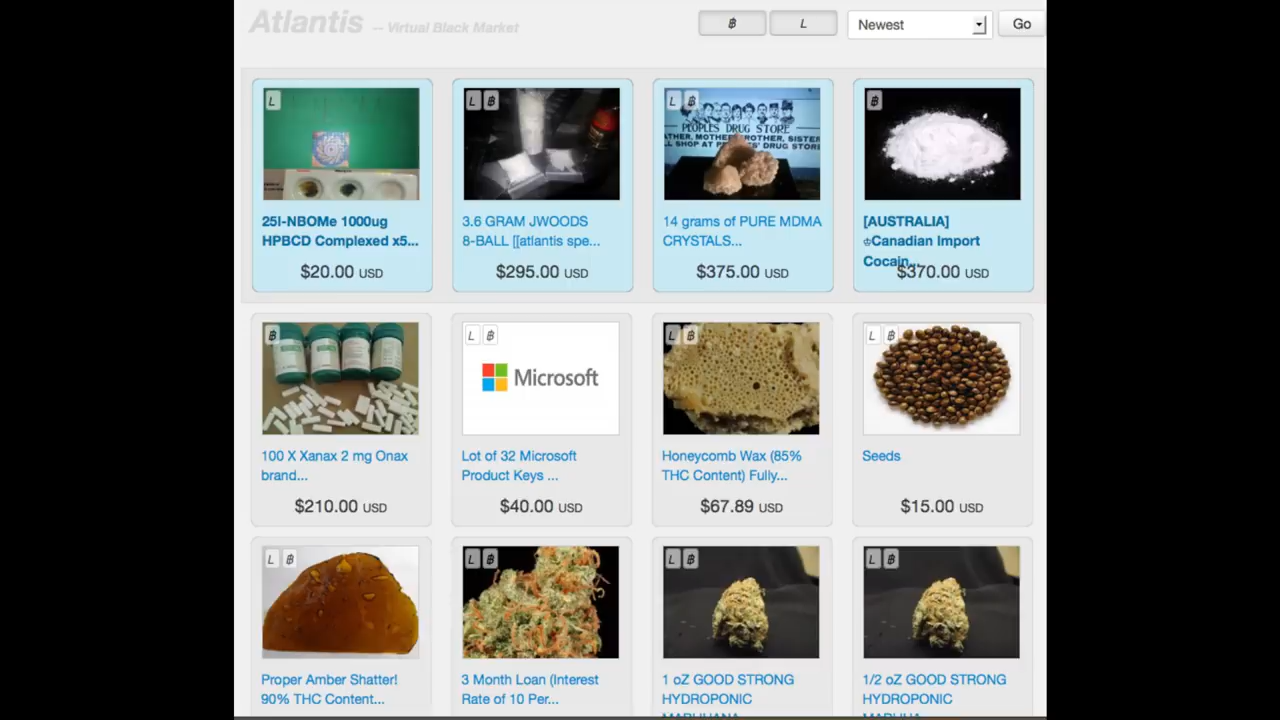 Atlantis -- Virtual Black Market
฿
L
Newest
Go
L
L ฿
L ฿
฿
PEOPLES DRUG STORE
25I-NBOMe 1000ug
HPBCD Complexed x5...
$20.00 USD
3.6 GRAM JWOODS
8-BALL [[atlantis spe...
$295.00 USD
14 grams of PURE MDMA
CRYSTALS...
$375.00 USD
[AUSTRALIA]
♔Canadian Import
Cocain...
$370.00 USD
฿
L ฿
L ฿
L ฿
Microsoft
100 X Xanax 2 mg Onax
brand...
$210.00 USD
Lot of 32 Microsoft
Product Keys ...
$40.00 USD
Honeycomb Wax (85%
THC Content) Fully...
$67.89 USD
Seeds
$15.00 USD
L ฿
L ฿
L ฿
L ฿
Proper Amber Shatter!
90% THC Content...
3 Month Loan (Interest
Rate of 10 Per...
1 oZ GOOD STRONG
HYDROPONIC
1/2 oZ GOOD STRONG
HYDROPONIC